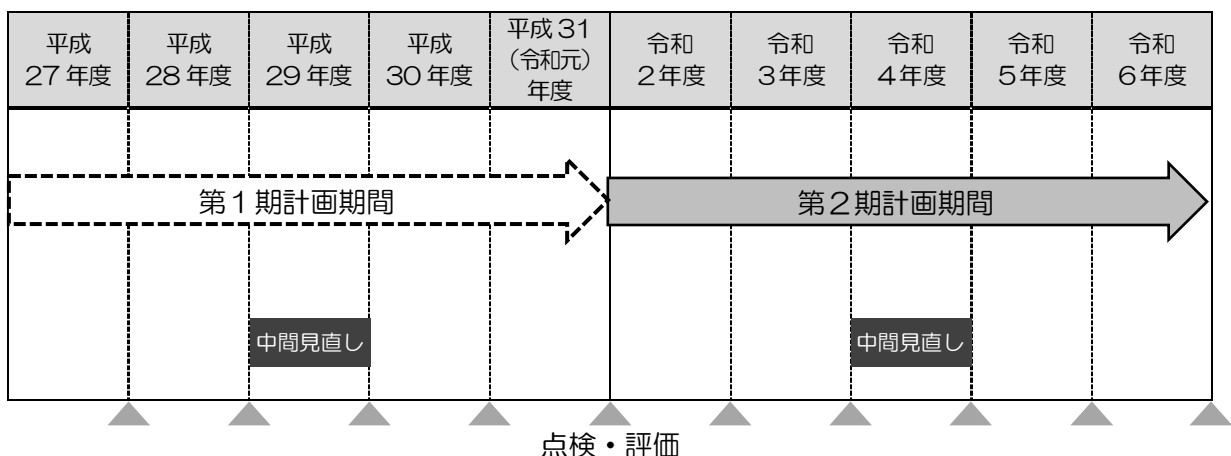 平成
27年度
平成
28年度
平成
29年度
平成
30年度
平成31
(令和元)
年度
令和
2年度
令和
3年度
令和
4年度
令和
5年度
令和
6年度
第1期計画期間
第2期計画期間
中間見直し
中間見直し
点検・評価